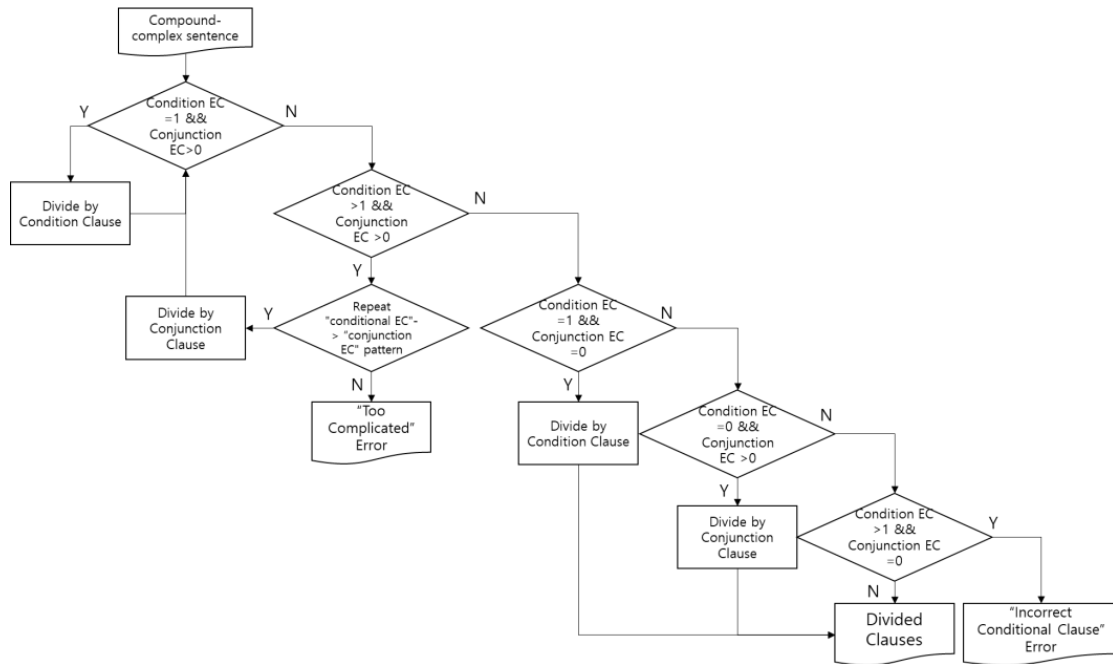 Compound-
complex sentence
Condition EC
=1 &&
Conjunction
EC>0
Y
N
Divide by
Condition Clause
Condition EC
>1 &&
Conjunction
EC >0
N
Y
Divide by
Conjunction
Clause
Y
Repeat
"conditional EC"-
> "conjunction
EC" pattern
N
"Too
Complicated"
Error
Condition EC
=1 &&
Conjunction EC
=0
N
Y
Divide by
Condition Clause
Condition EC
=0 &&
Conjunction
EC >0
N
Y
Divide by
Conjunction
Clause
Condition EC
>1 &&
Conjunction EC
=0
Y
N
Divided
Clauses
"Incorrect
Conditional Clause"
Error